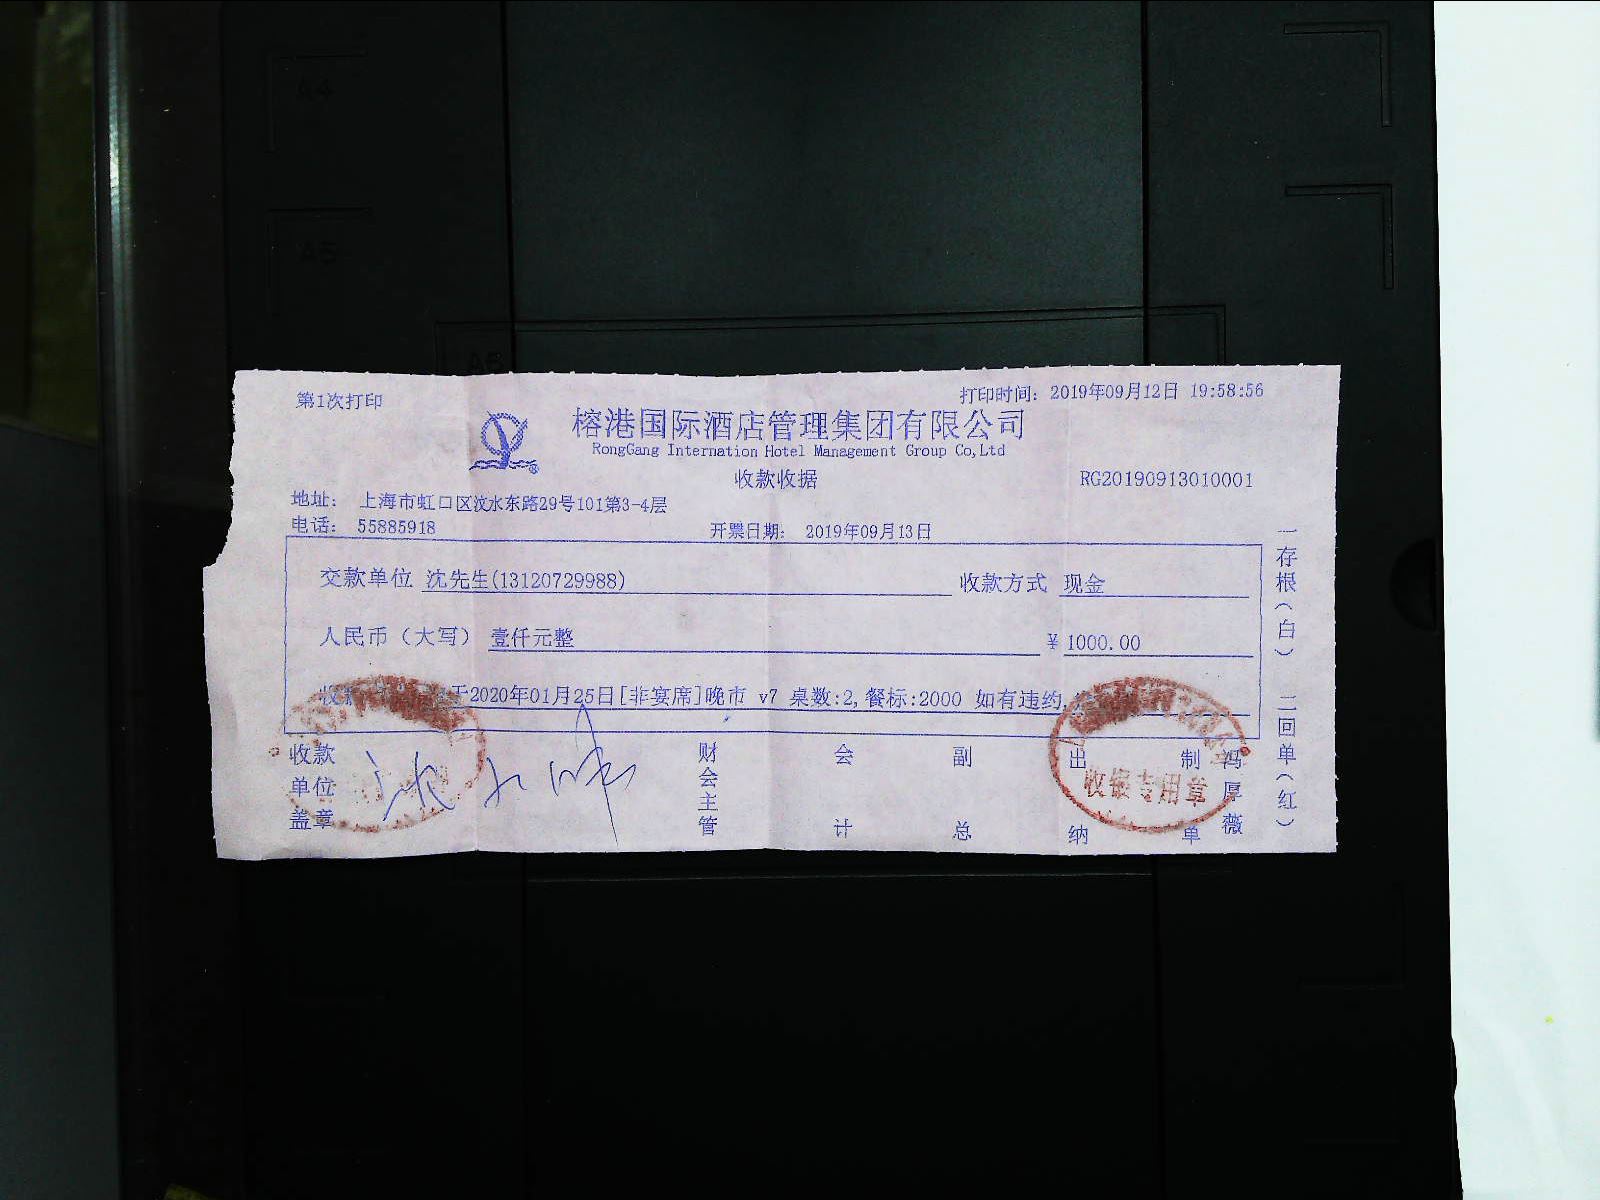 A4
A5
第1次打印
打印时间: 2019年09月12日 19:58:56
榕港国际酒店管理集团有限公司
RongGang Internation Hotel Management Group Co,Ltd
收款收据
RG20190913010001
地址: 上海市虹口区汶水东路29号101第3-4层
电话: 55885918
开票日期: 2019年09月13日
交款单位 沈先生(13120729988)
收款方式 现金
人民币(大写) 壹仟元整
¥ 1000.00
于2020年01月25日[非宴席]晚市 v7 桌数:2,餐标:2000 如有违约,
收款单位盖章
财会主管
会计
副总
出纳
制单
冯厚薇
收银专用章
一存根(白) 二回单(红)